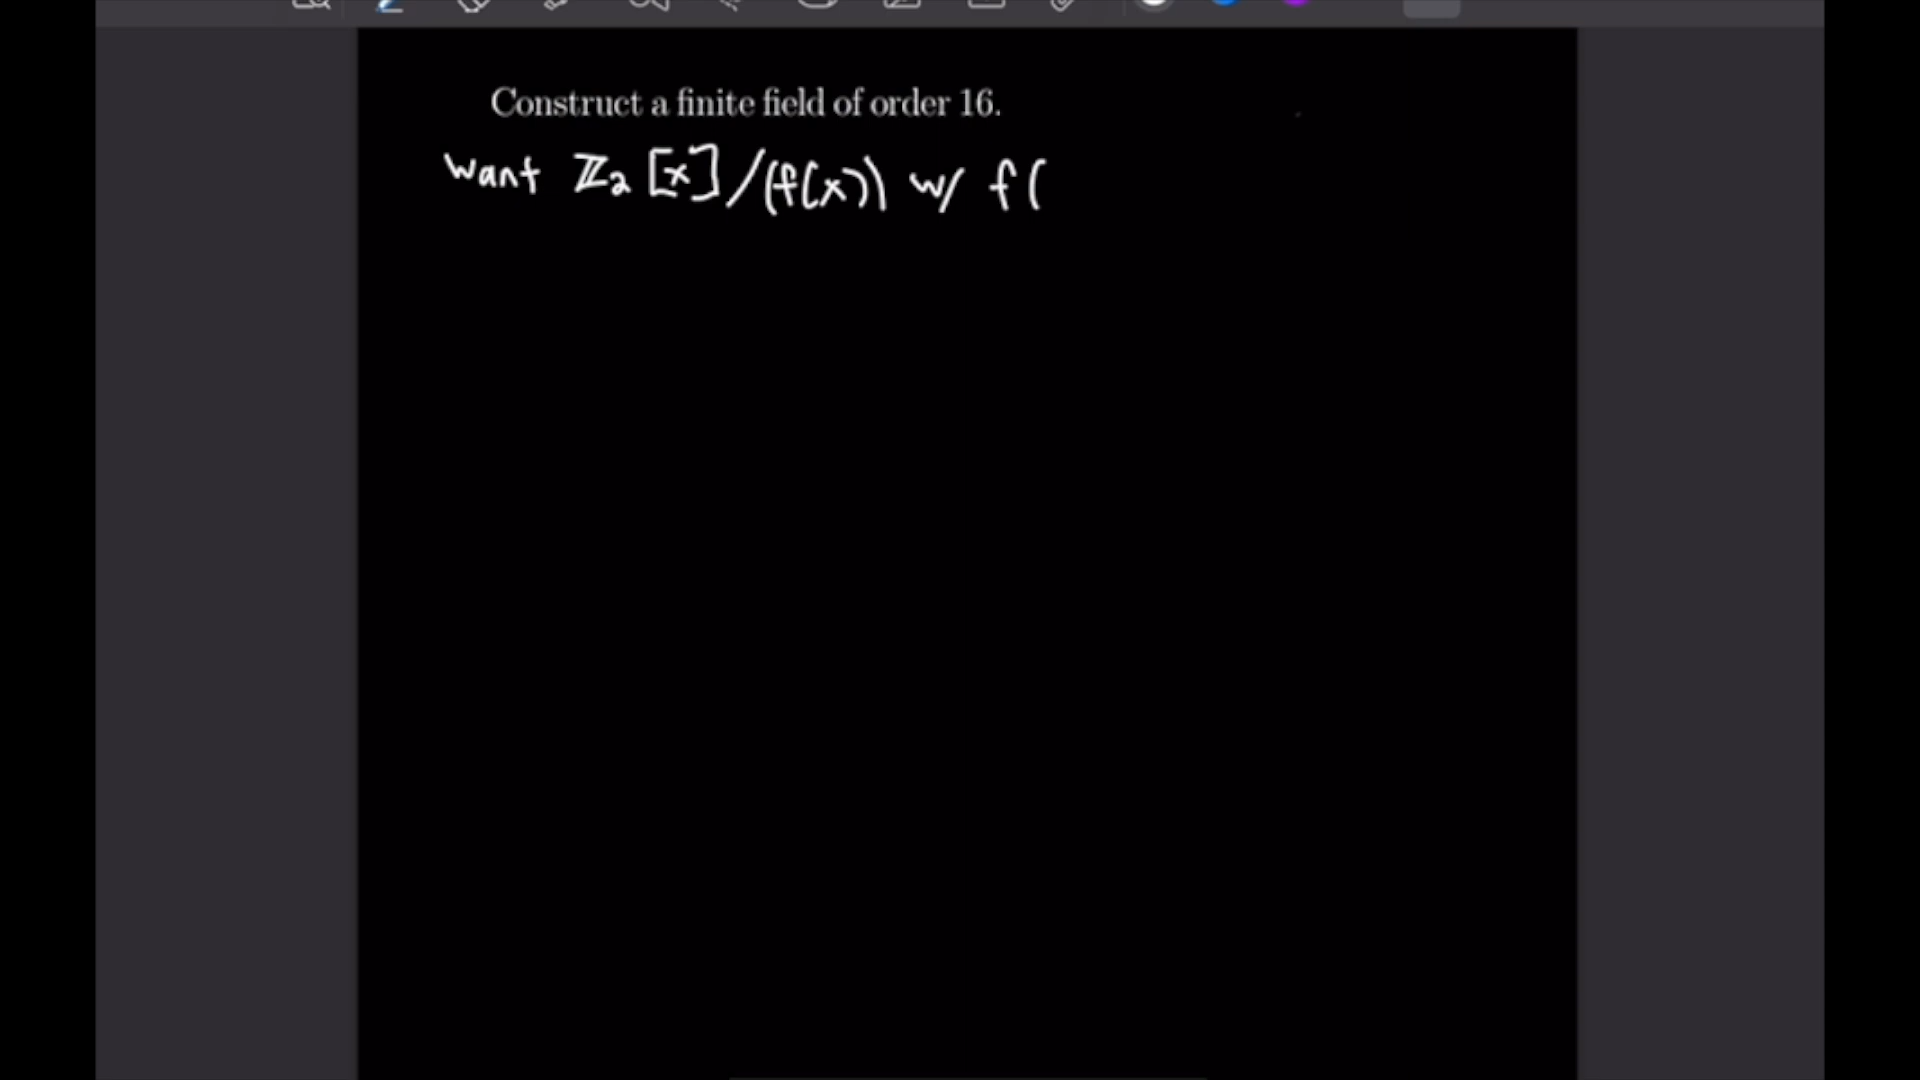 Construct a finite field of order 16.
want ℤ₂[x]/(f(x)) w/ f(